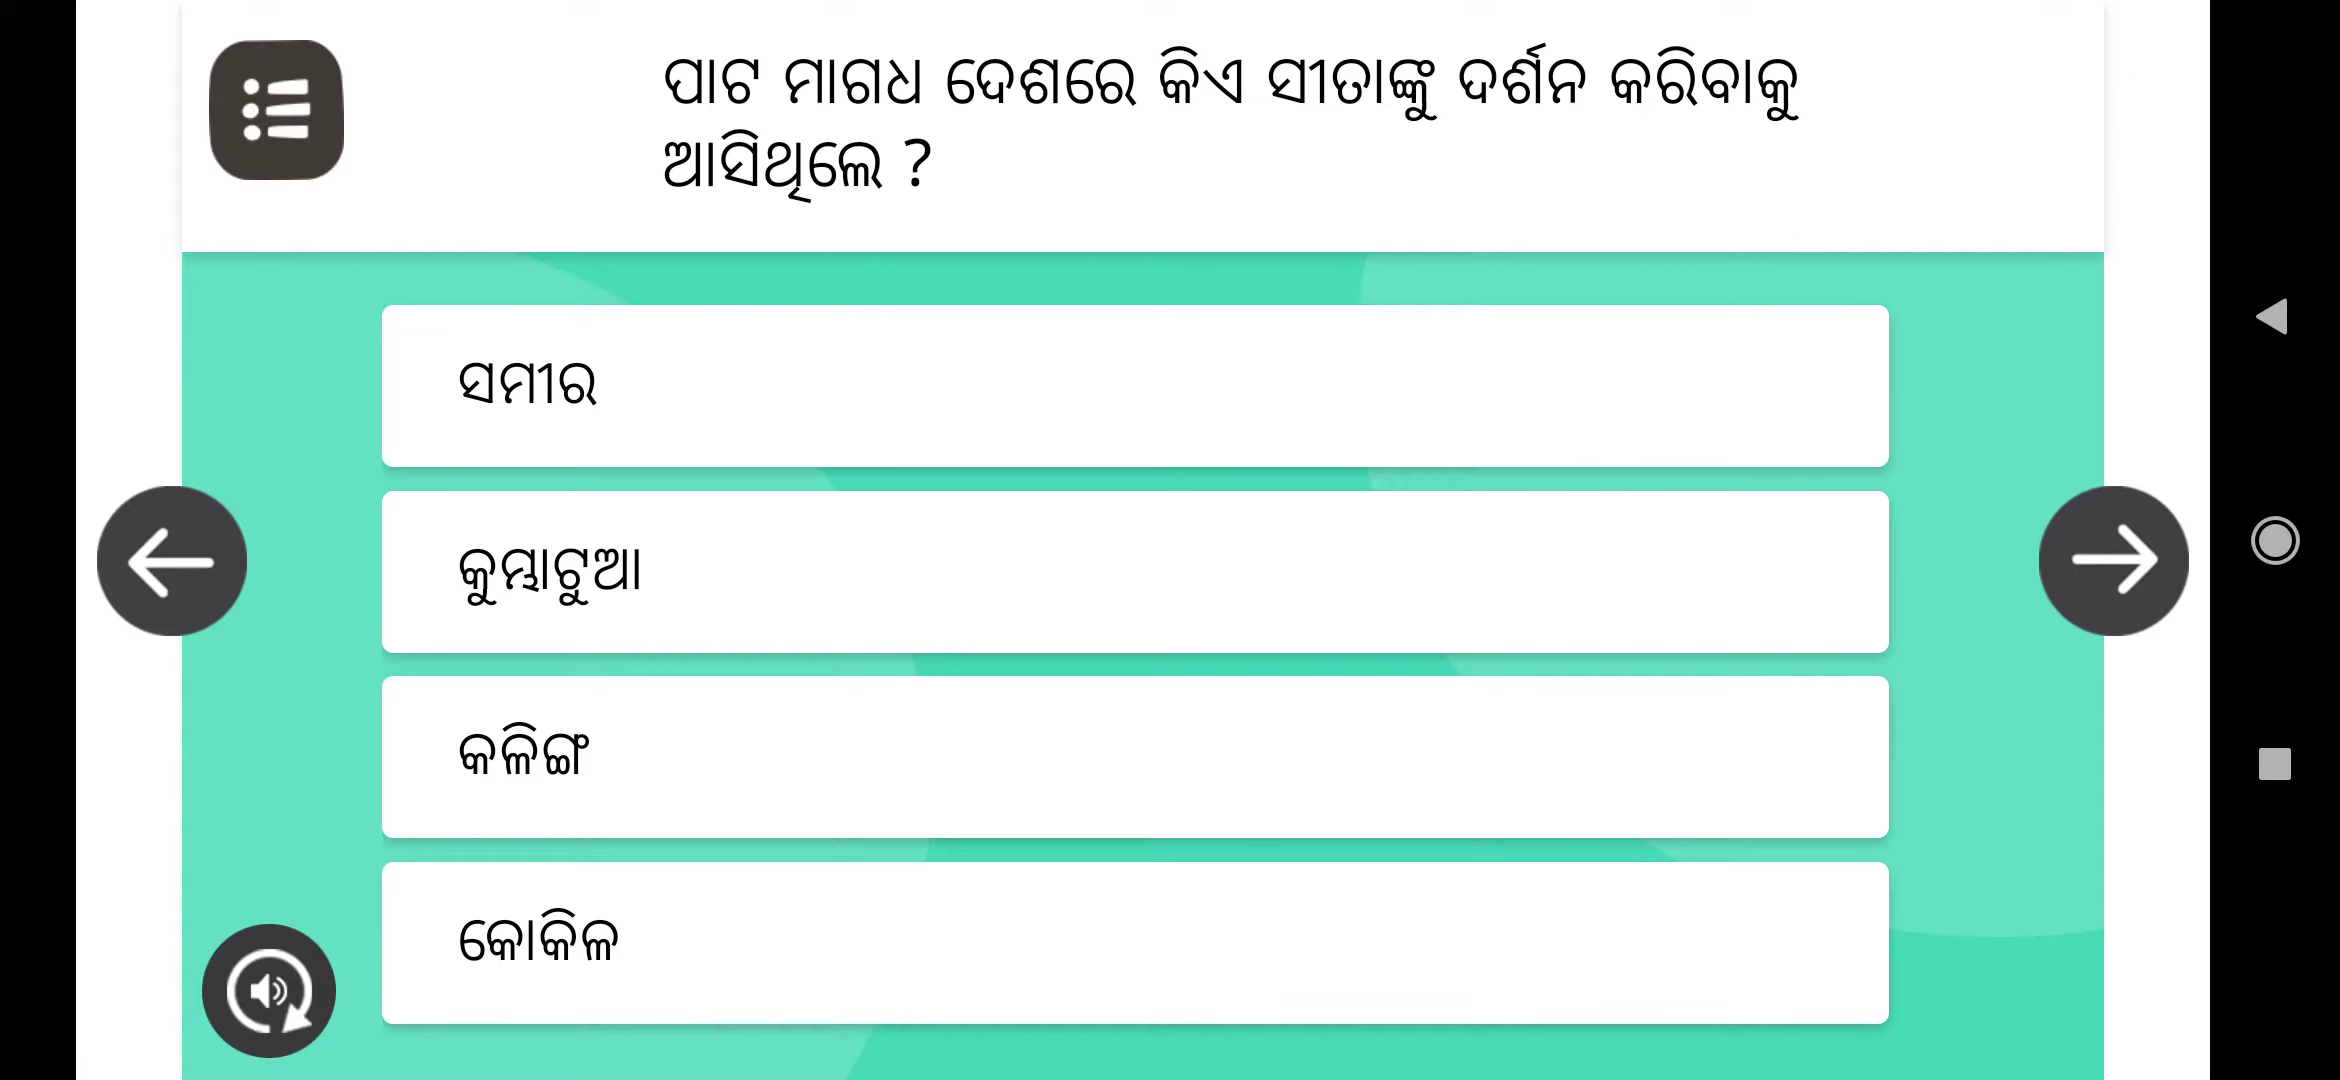 ପାଟ ମାଗଧ ଦେଶରେ କିଏ ସୀତାଙ୍କୁ ଦର୍ଶନ କରିବାକୁ
ଆସିଥିଲେ ?
ସମୀର
କୁମ୍ଭାଟୁଆ
କଳିଙ୍ଗ
କୋକିଳ